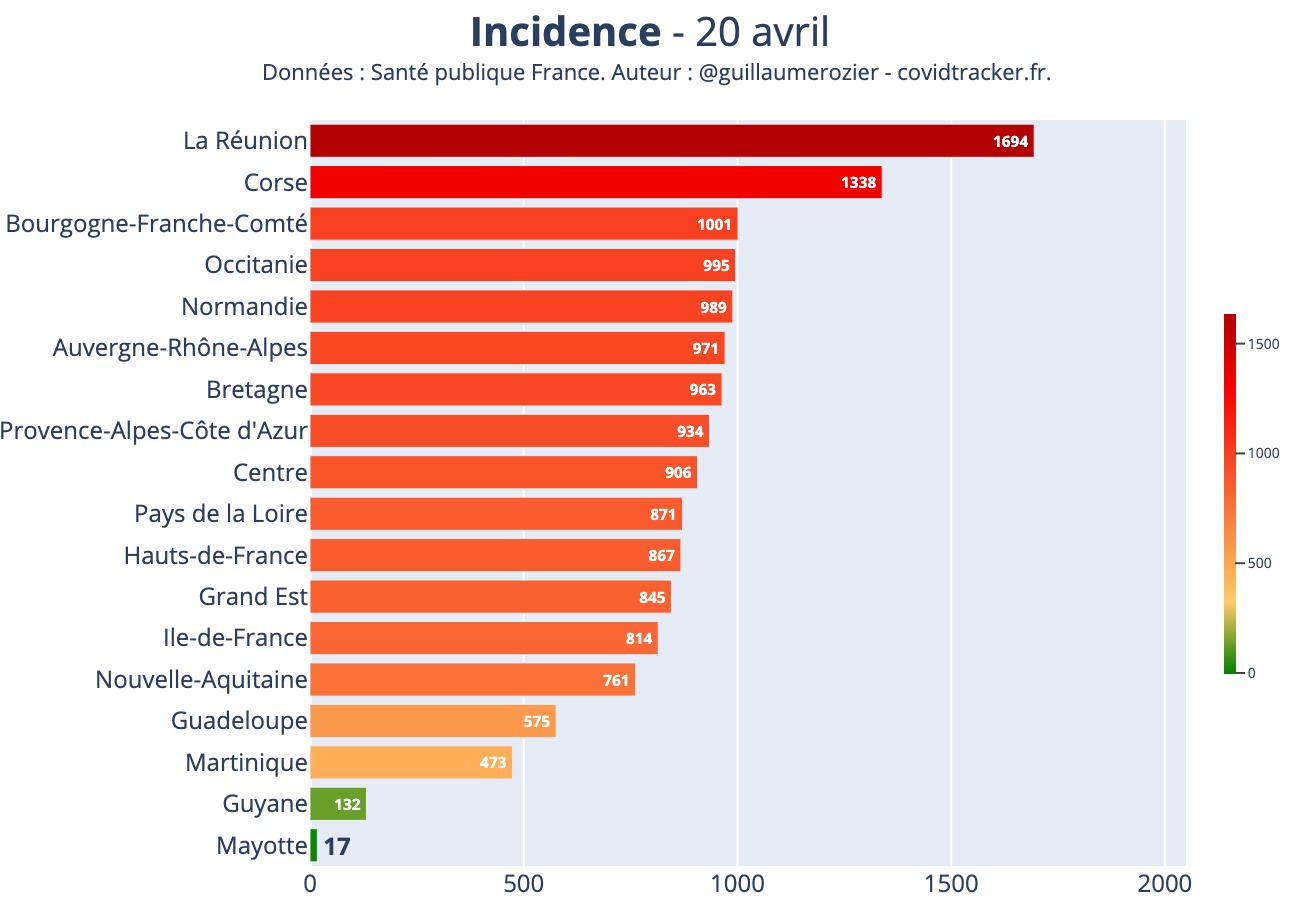 Incidence - 20 avril
Données : Santé publique France. Auteur : @guillaumerozier - covidtracker.fr.
La Réunion 1694
Corse 1338
Bourgogne-Franche-Comté 1001
Occitanie 995
Normandie 989
Auvergne-Rhône-Alpes 971
Bretagne 963
Provence-Alpes-Côte d'Azur 934
Centre 906
Pays de la Loire 871
Hauts-de-France 867
Grand Est 845
Ile-de-France 814
Nouvelle-Aquitaine 761
Guadeloupe 575
Martinique 473
Guyane 132
Mayotte 17
0 500 1000 1500 2000
1500
1000
500
0